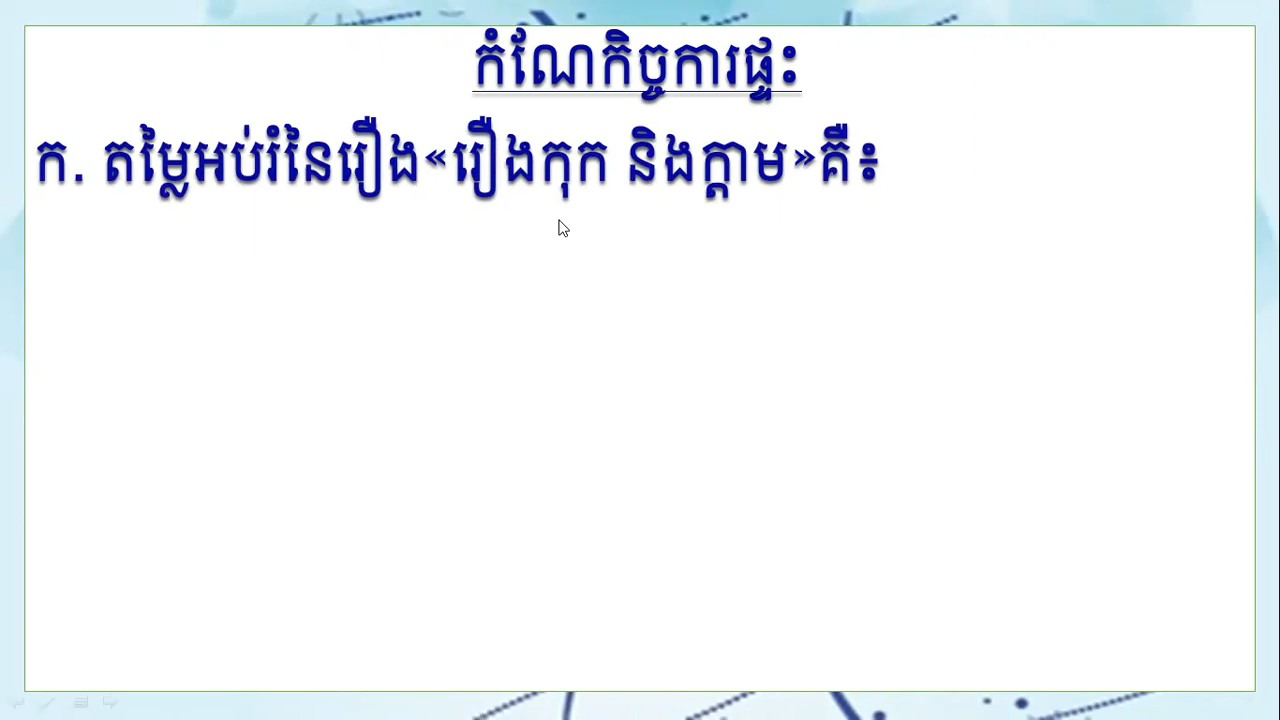 កំណែកិច្ចការផ្ទះ
ក. តម្លៃអប់រំនៃរឿង«រឿងកុក និងក្ដាម»គឺ៖